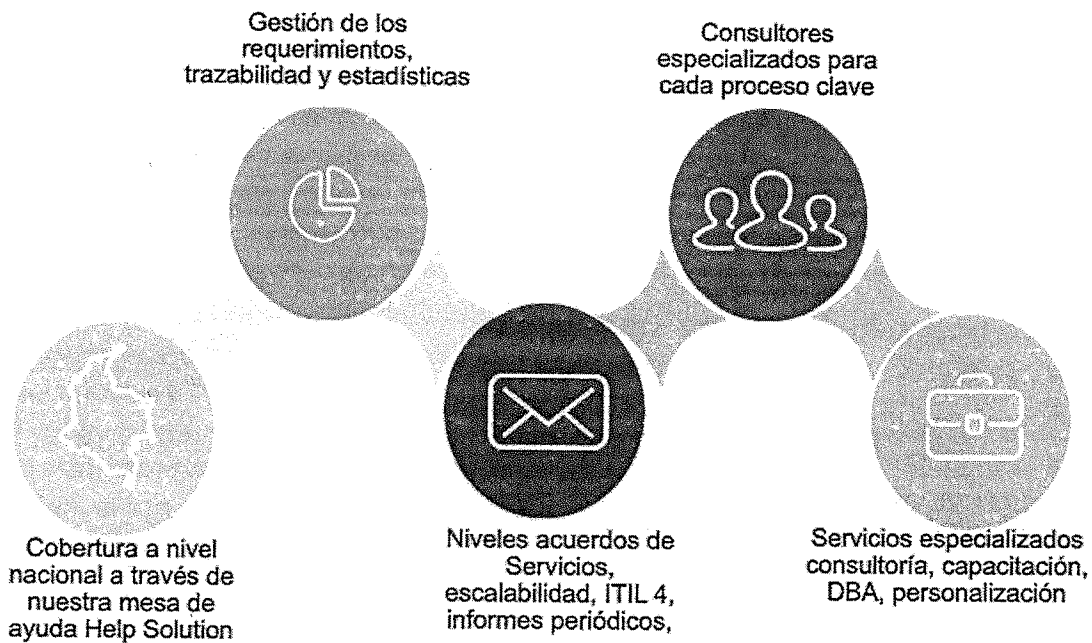 Gestión de los
requerimientos,
trazabilidad y estadísticas
Consultores
especializados para
cada proceso clave
Cobertura a nivel
nacional a través de
nuestra mesa de
ayuda Help Solution
Niveles acuerdos de
Servicios,
escalabilidad, ITIL 4,
informes periódicos,
Servicios especializados
consultoría, capacitación,
DBA, personalización